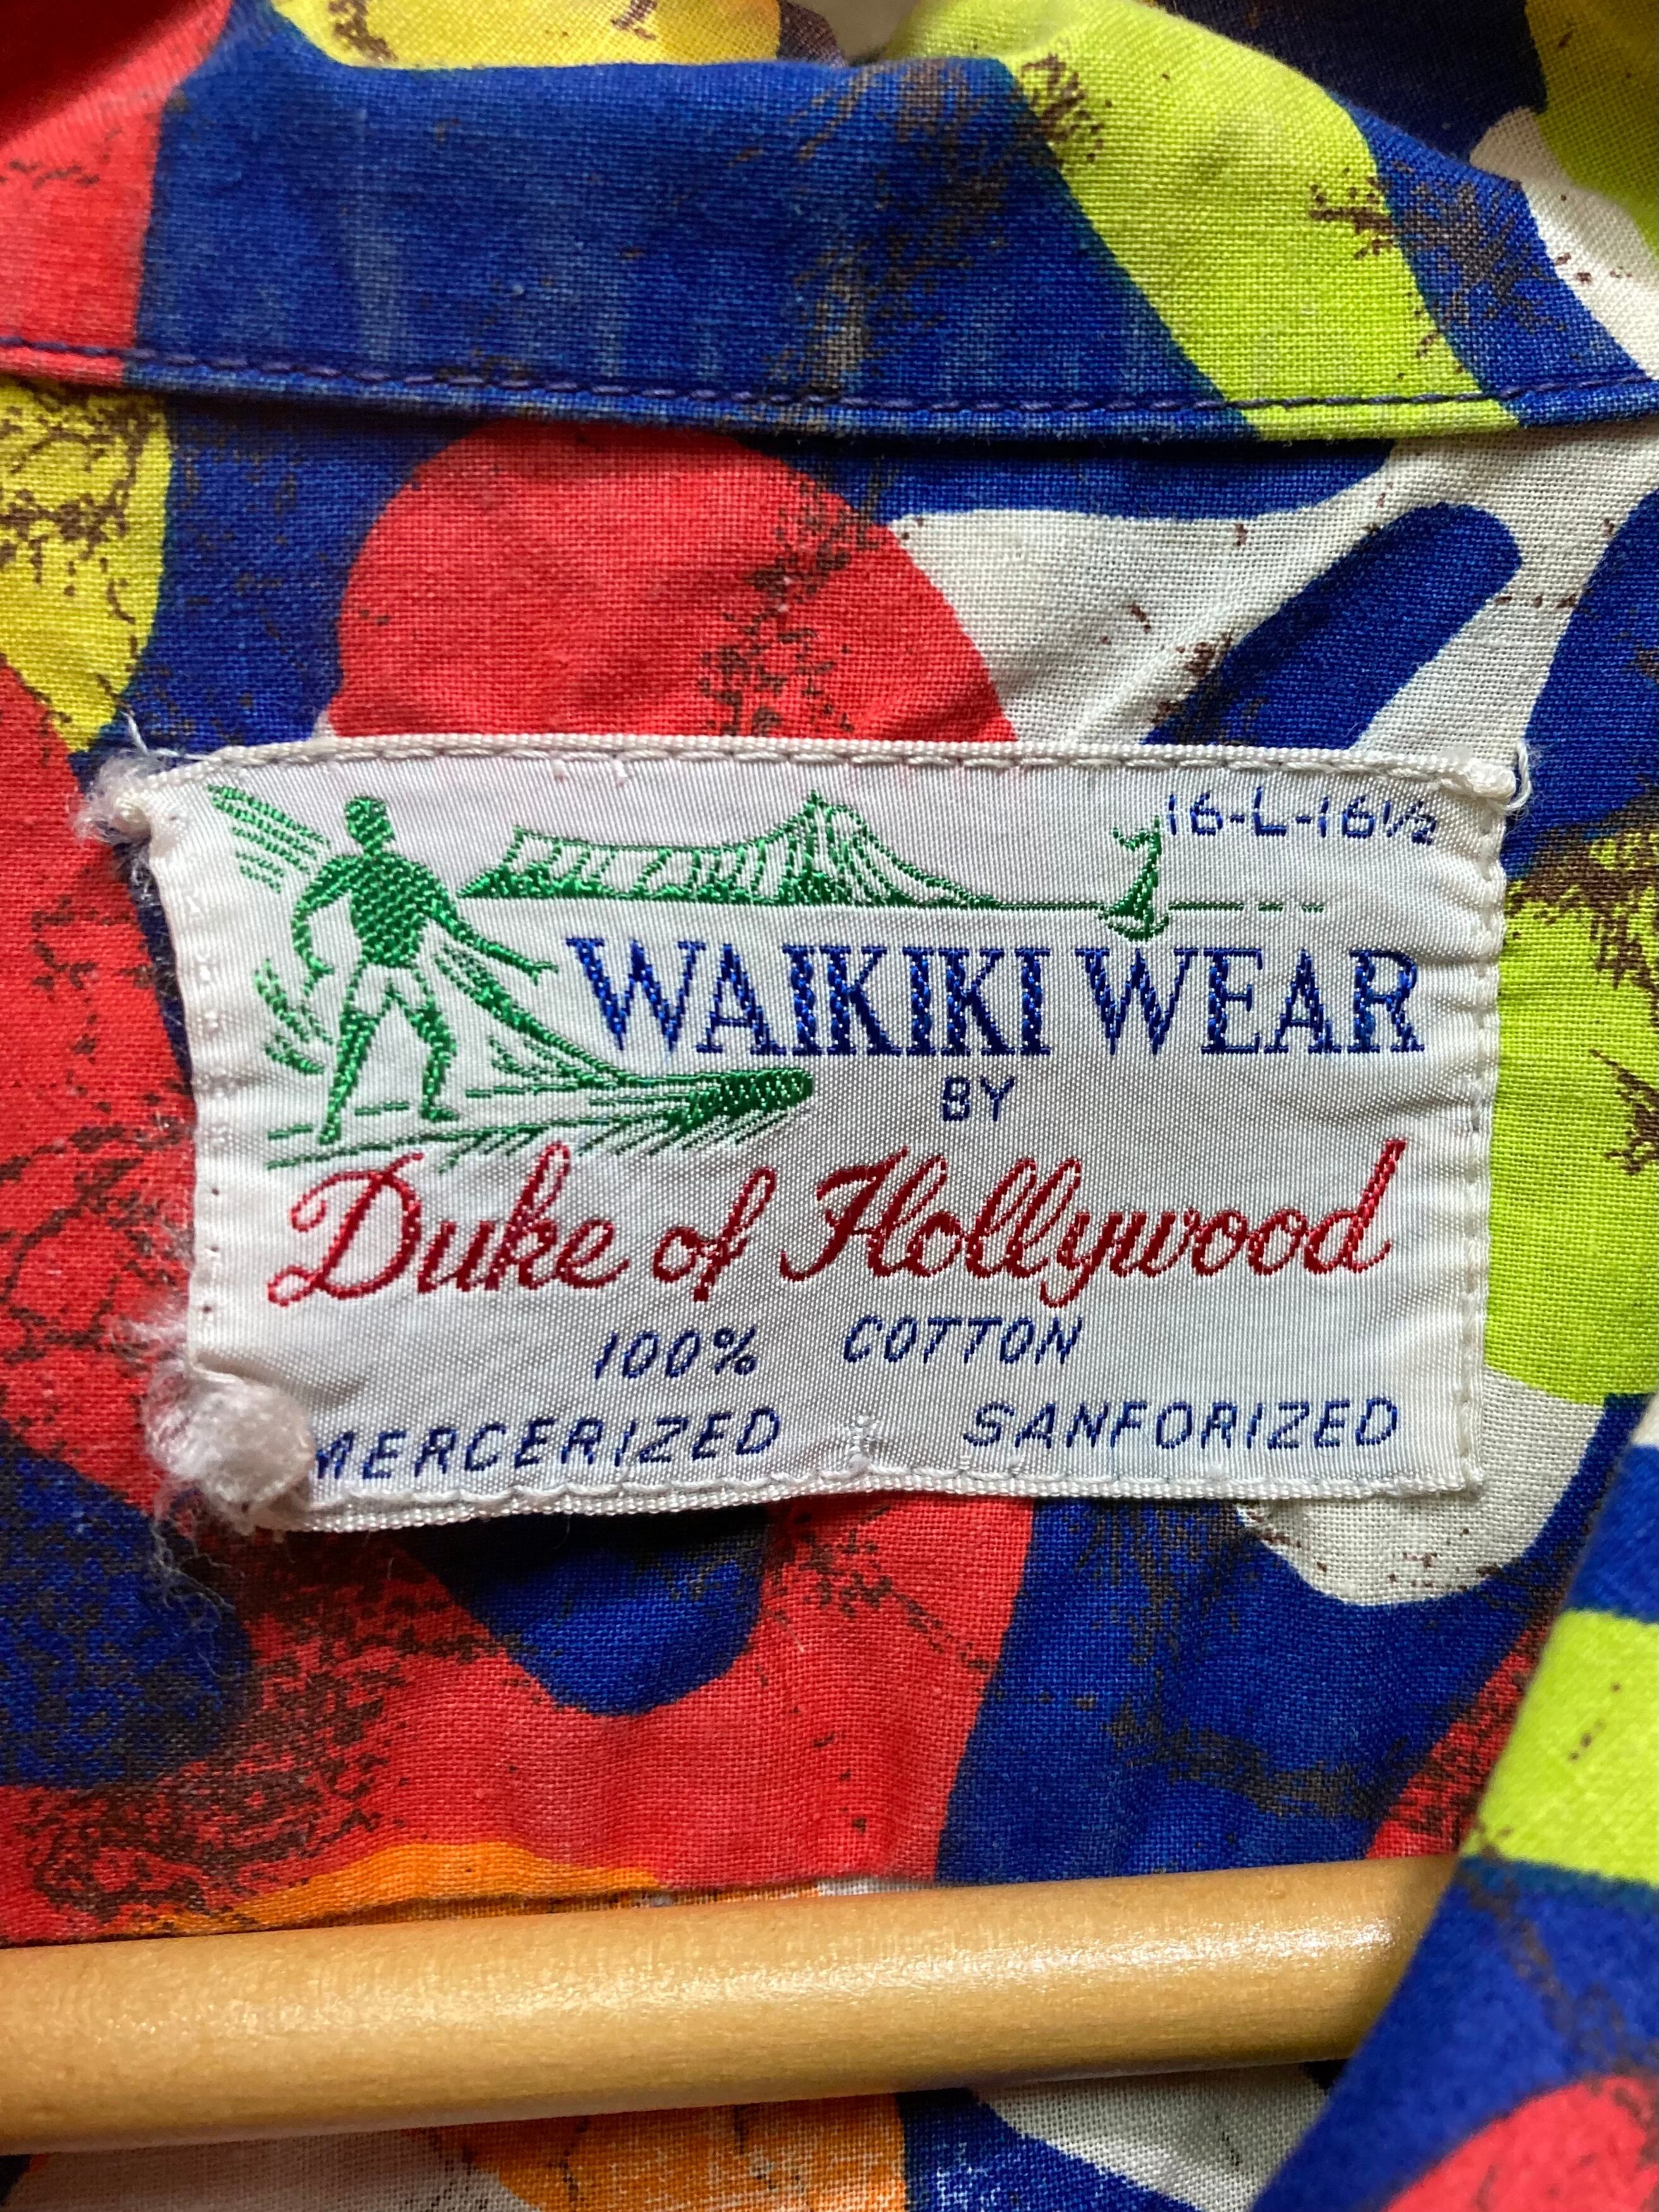 16-L-16½
WAIKIKI WEAR
BY
Duke of Hollywood
100% COTTON
MERCERIZED SANFORIZED